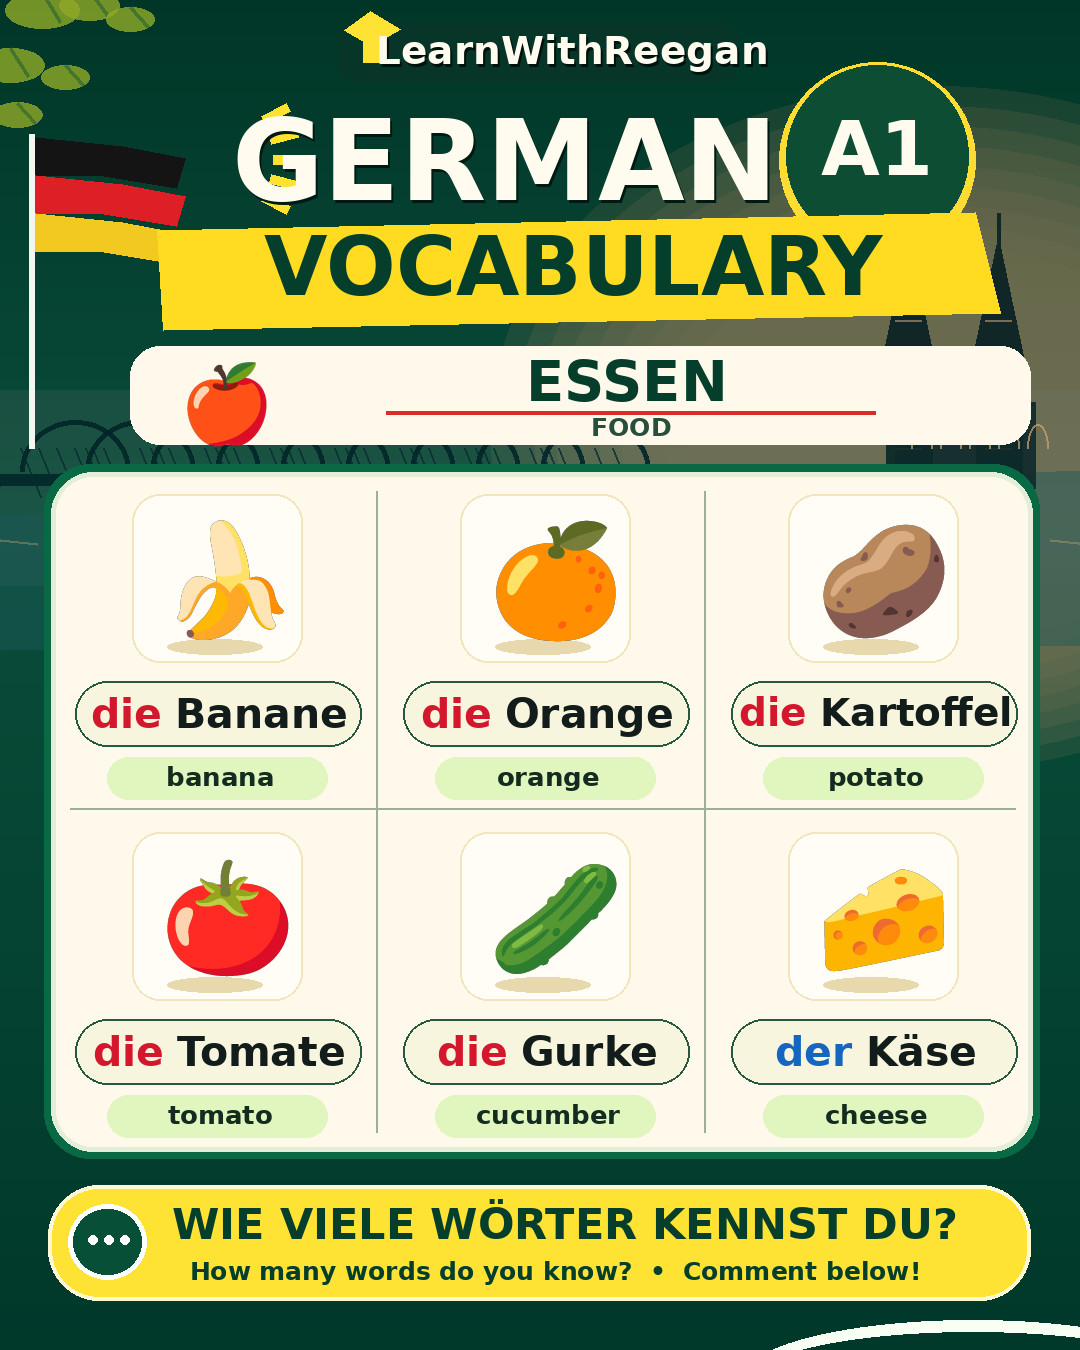 LearnWithReegan
GERMAN
A1
VOCABULARY
ESSEN
FOOD
die Banane
die Orange
die Kartoffel
banana
orange
potato
die Tomate
die Gurke
der Käse
tomato
cucumber
cheese
WIE VIELE WÖRTER KENNST DU?
How many words do you know? • Comment below!